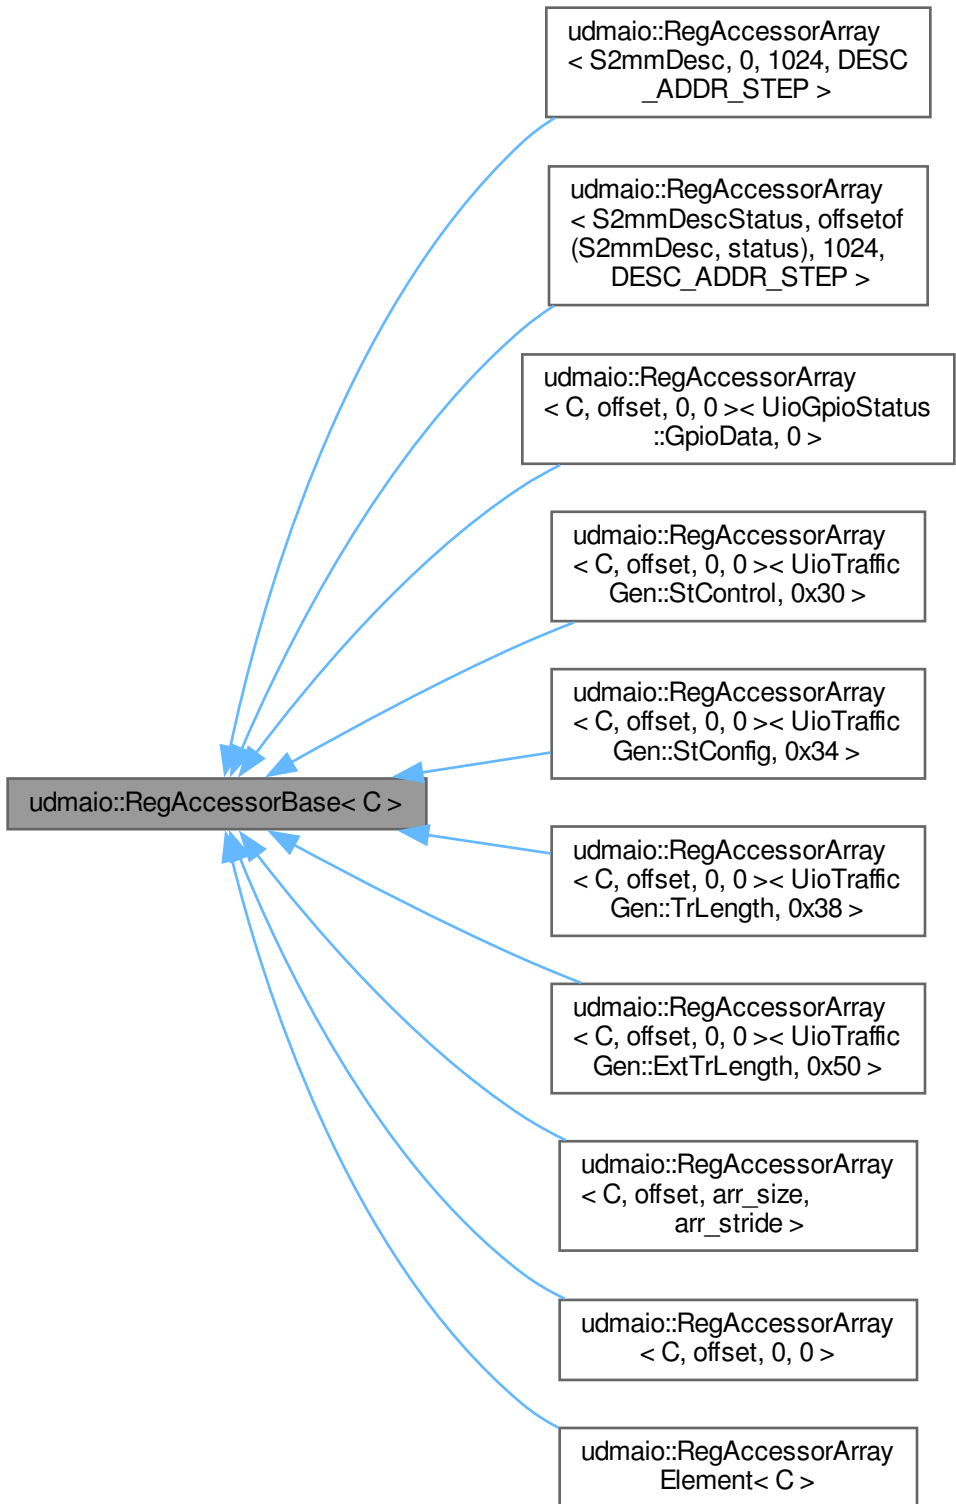 udmaio::RegAccessorArray
< S2mmDesc, 0, 1024, DESC
_ADDR_STEP >
udmaio::RegAccessorArray
< S2mmDescStatus, offsetof
(S2mmDesc, status), 1024,
DESC_ADDR_STEP >
udmaio::RegAccessorArray
< C, offset, 0, 0 >< UioGpioStatus
::GpioData, 0 >
udmaio::RegAccessorArray
< C, offset, 0, 0 >< UioTraffic
Gen::StControl, 0x30 >
udmaio::RegAccessorArray
< C, offset, 0, 0 >< UioTraffic
Gen::StConfig, 0x34 >
udmaio::RegAccessorBase< C >
udmaio::RegAccessorArray
< C, offset, 0, 0 >< UioTraffic
Gen::TrLength, 0x38 >
udmaio::RegAccessorArray
< C, offset, 0, 0 >< UioTraffic
Gen::ExtTrLength, 0x50 >
udmaio::RegAccessorArray
< C, offset, arr_size,
arr_stride >
udmaio::RegAccessorArray
< C, offset, 0, 0 >
udmaio::RegAccessorArray
Element< C >